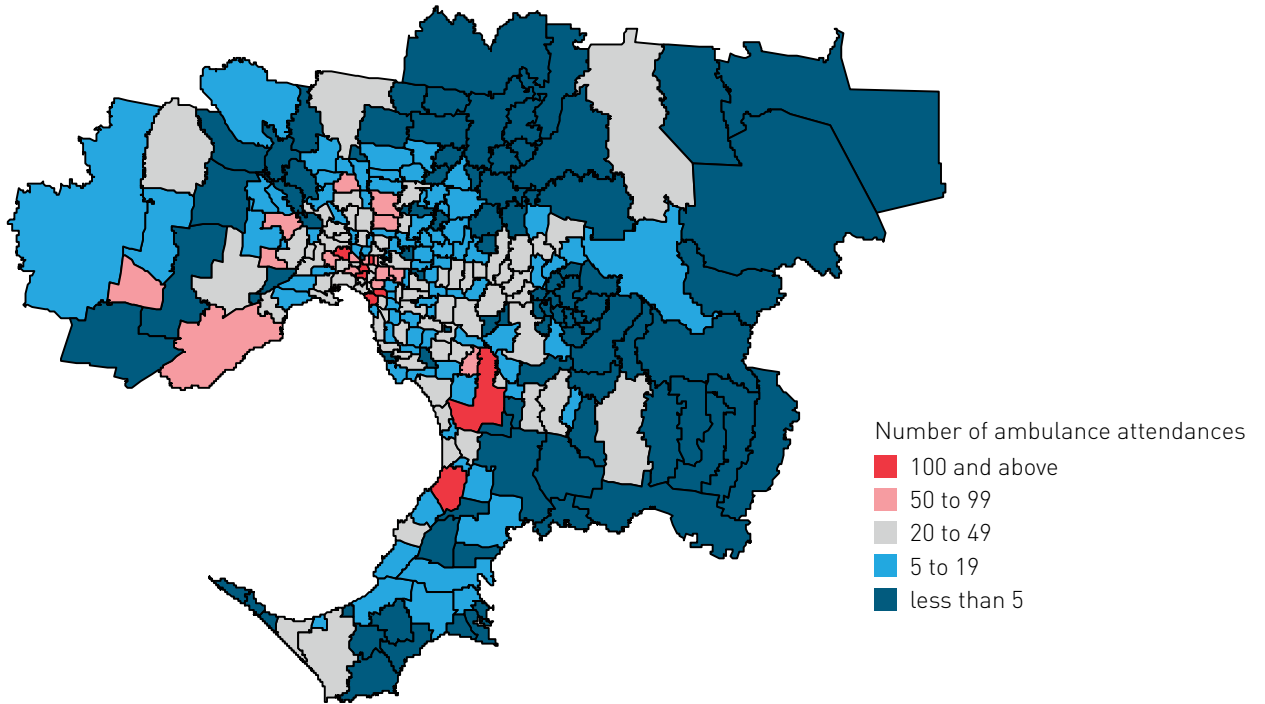 Number of ambulance attendances
100 and above
50 to 99
20 to 49
5 to 19
less than 5